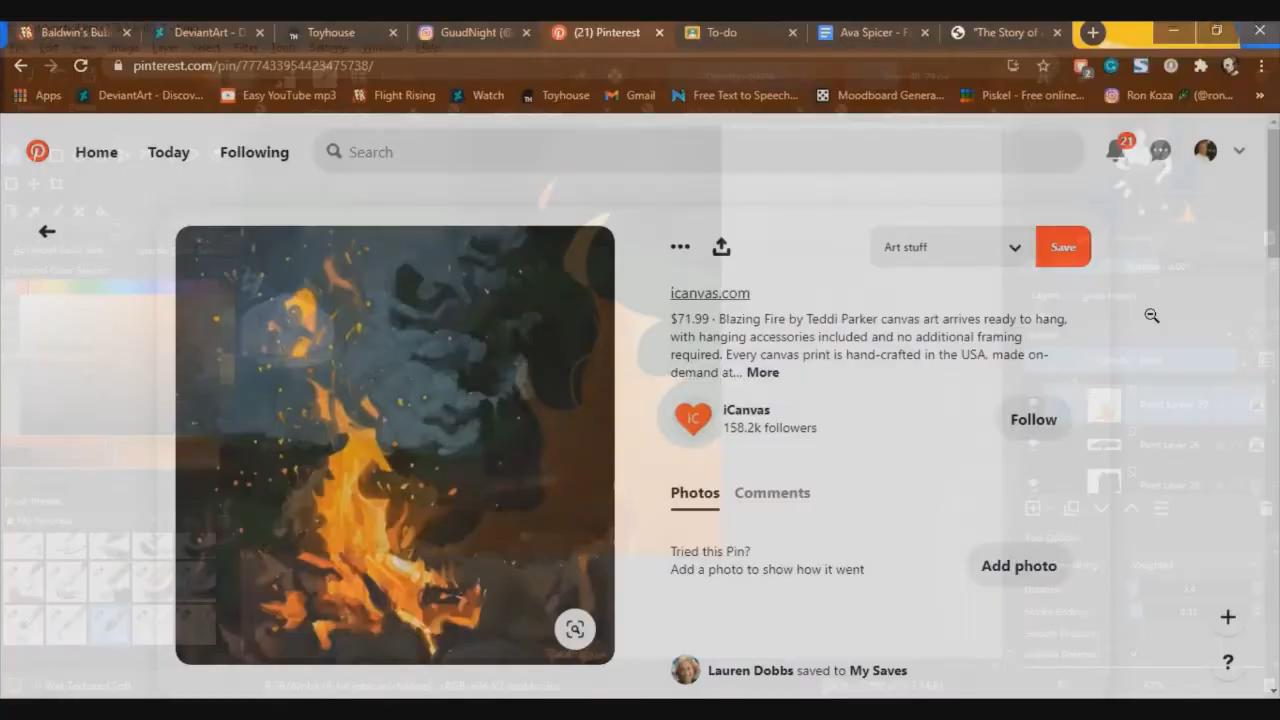 Baldwin's Bub
DeviantArt - D
Toyhouse
GuudNight (@
(21) Pinterest
To-do
Ava Spicer - F
"The Story of
pinterest.com/pin/777433954423475738/
Apps
DeviantArt - Discov...
Easy YouTube mp3
Flight Rising
Watch
Toyhouse
Gmail
Free Text to Speech...
Moodboard Genera...
Piskel - Free online...
Ron Koza
(@ron...
Home
Today
Following
Search
21
Art stuff
Save
icanvas.com
$71.99 · Blazing Fire by Teddi Parker canvas art arrives ready to hang,
with hanging accessories included and no additional framing
required. Every canvas print is hand-crafted in the USA, made on-
demand at... More
iC
iCanvas
158.2k followers
Follow
Photos
Comments
Tried this Pin?
Add a photo to show how it went
Add photo
Lauren Dobbs saved to My Saves